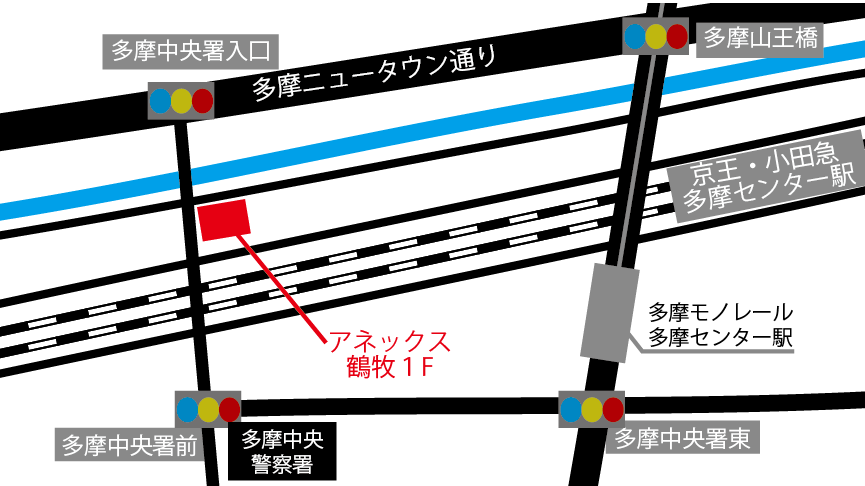 多摩中央署入口
多摩ニュータウン通り
多摩山王橋
京王・小田急
多摩センター駅
アネックス
鶴牧１F
多摩モノレール
多摩センター駅
多摩中央署前
多摩中央
警察署
多摩中央署東